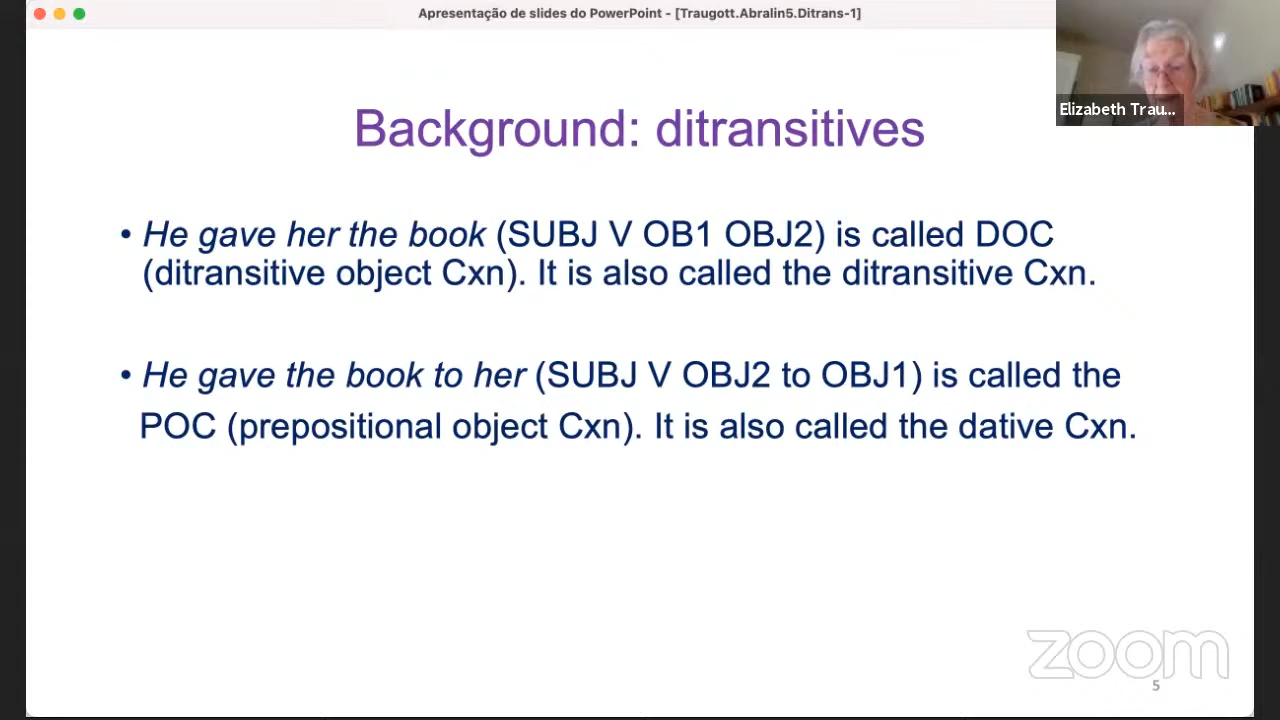 Apresentação de slides do PowerPoint - [Traugott.Abralin5.Ditrans-1]
Elizabeth Trau...
Background: ditransitives
• He gave her the book (SUBJ V OB1 OBJ2) is called DOC
(ditransitive object Cxn). It is also called the ditransitive Cxn.
• He gave the book to her (SUBJ V OBJ2 to OBJ1) is called the
POC (prepositional object Cxn). It is also called the dative Cxn.
zoom
5